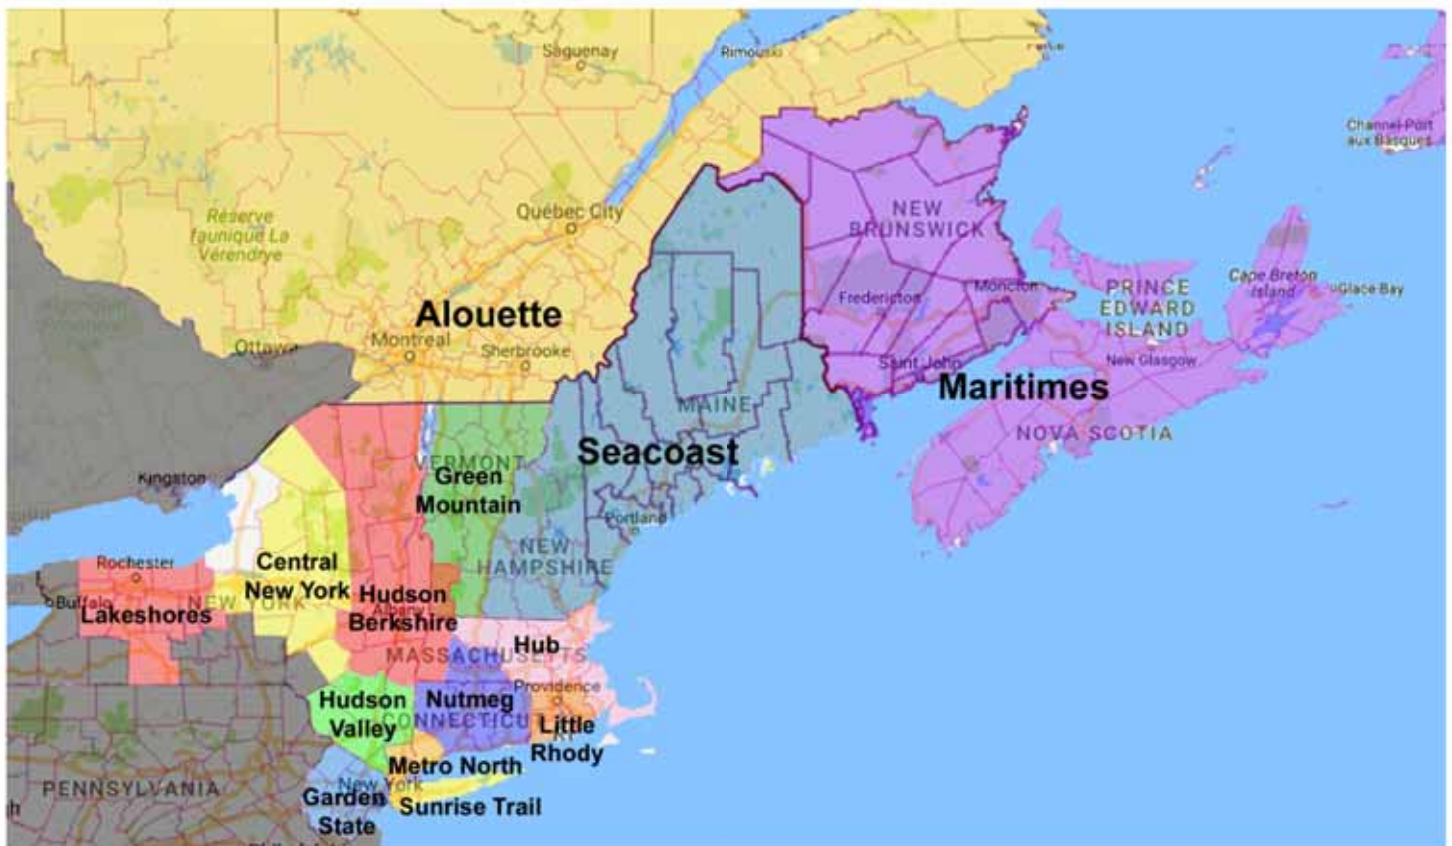 Saguenay
Rimouski
Channel-Port
aux Basques
Réserve
faunique La
Vérendrye
Québec City
NEW
BRUNSWICK
Cape Breton
Island
Glace Bay
Fredericton
Moncton
PRINCE
EDWARD
ISLAND
Alouette
Montreal
Sherbrooke
Ottawa
Saint John
New Glasgow
Maritimes
MAINE
NOVA SCOTIA
Seacoast
VERMONT
Green
Mountain
Kingston
Portland
NEW
HAMPSHIRE
Rochester
Central
New York
Buffalo
Lakeshores
NEW YORK
Hudson
Berkshire
Albany
Hub
MASSACHUSETTS
Providence
Hudson
Valley
Nutmeg
CONNECTICUT
Little
Rhody
RI
Metro North
PENNSYLVANIA
New York
Garden
State
Sunrise Trail